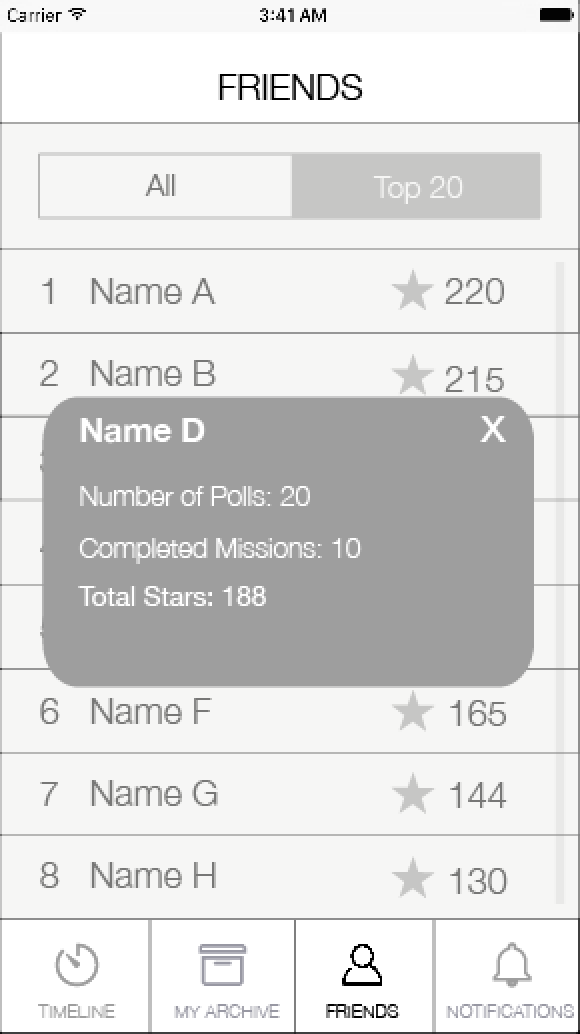 Carrier 3:41 AM
FRIENDS
All Top 20
1 Name A 220
2 Name B 215
Name D X
Number of Polls: 20
Completed Missions: 10
Total Stars: 188
6 Name F 165
7 Name G 144
8 Name H 130
TIMELINE MY ARCHIVE FRIENDS NOTIFICATIONS